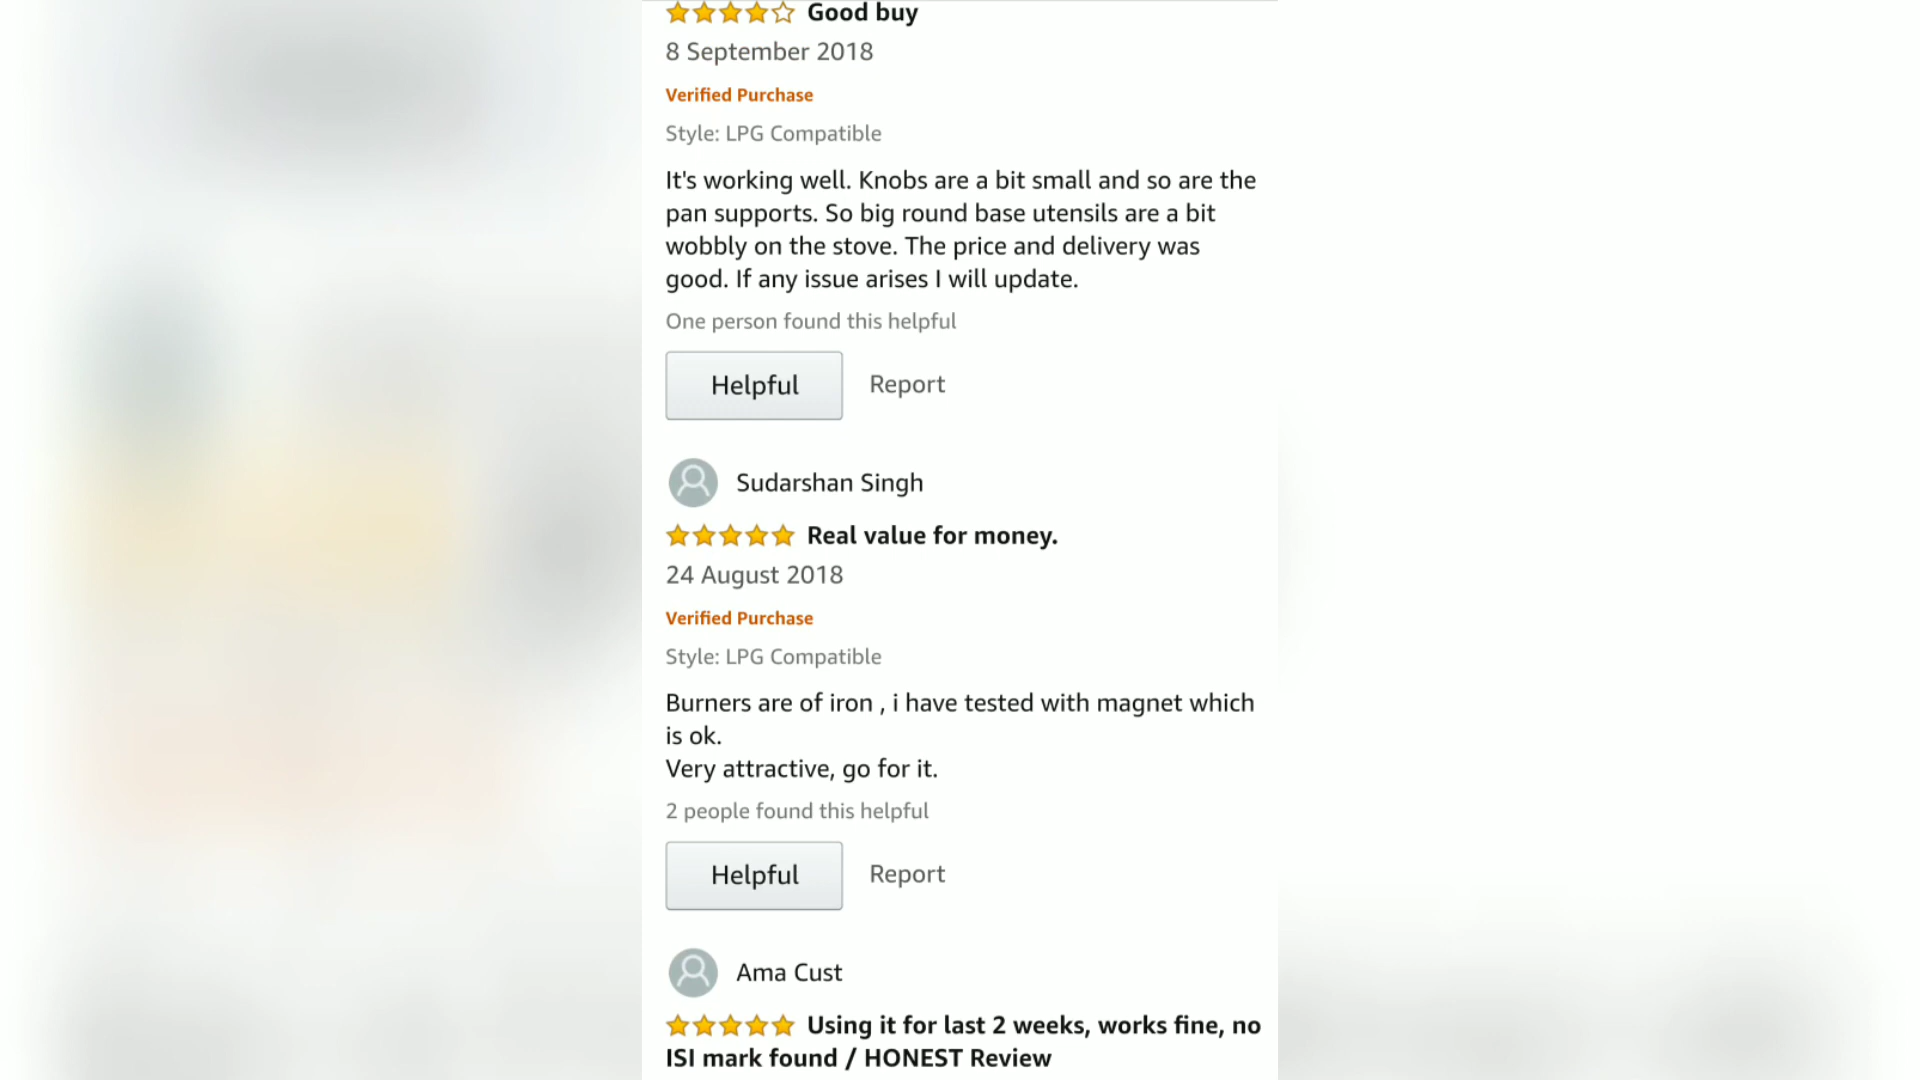 Good buy
8 September 2018
Verified Purchase
Style: LPG Compatible
It's working well. Knobs are a bit small and so are the
pan supports. So big round base utensils are a bit
wobbly on the stove. The price and delivery was
good. If any issue arises I will update.
One person found this helpful
Helpful Report
Sudarshan Singh
Real value for money.
24 August 2018
Verified Purchase
Style: LPG Compatible
Burners are of iron , i have tested with magnet which
is ok.
Very attractive, go for it.
2 people found this helpful
Helpful Report
Ama Cust
Using it for last 2 weeks, works fine, no
ISI mark found / HONEST Review